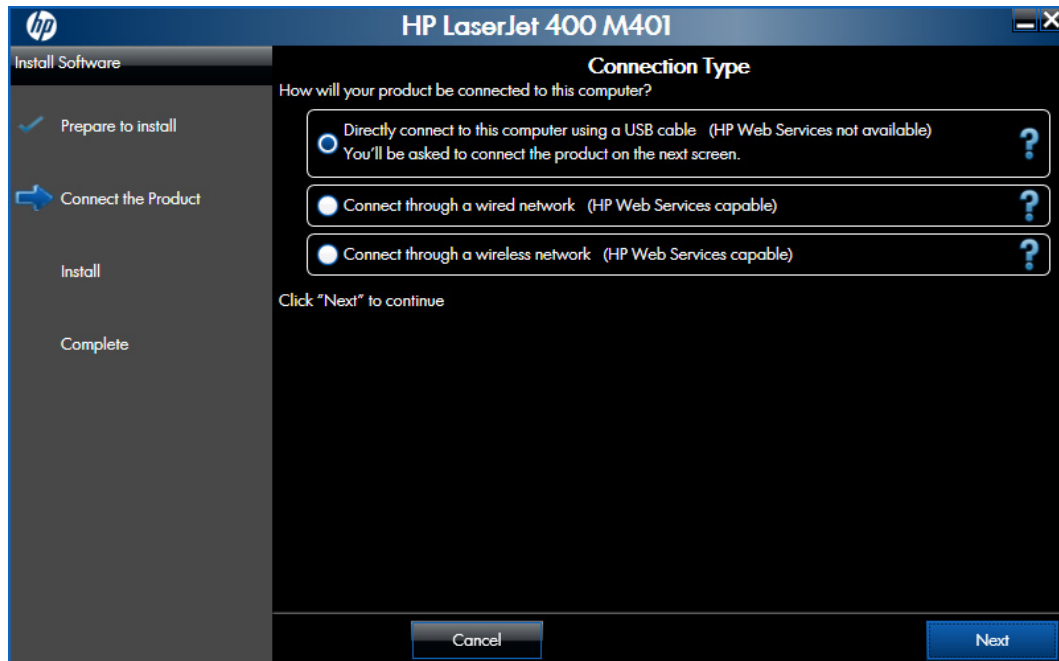 hp
HP LaserJet 400 M401
Install Software
Prepare to install
Connect the Product
Install
Complete
Connection Type
How will your product be connected to this computer?
Directly connect to this computer using a USB cable (HP Web Services not available)
You'll be asked to connect the product on the next screen.
?
Connect through a wired network (HP Web Services capable)
?
Connect through a wireless network (HP Web Services capable)
?
Click "Next" to continue
Cancel
Next